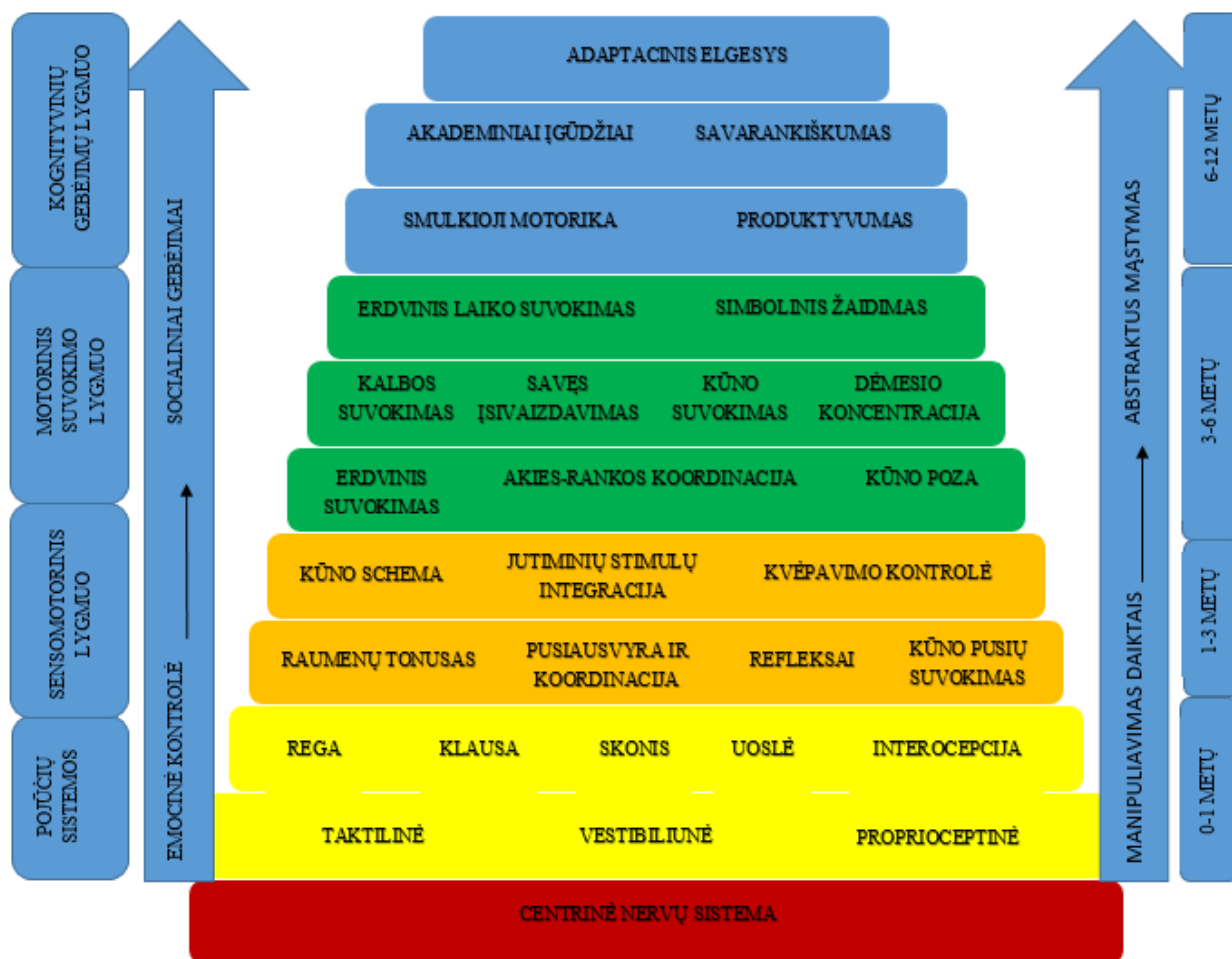 ADAPTACINIS ELGESYS
AKADEMINIAI ĮGŪDŽIAI SAVARANKIŠKUMAS
SMULKIOJI MOTORIKA PRODUKTYVUMAS
ERDVINIS LAIKO SUVOKIMAS SIMBOLINIS ŽAIDIMAS
KALBOS
SUVOKIMAS
SAVĘS
ĮSIVAIZDAVIMAS
KŪNO
SUVOKIMAS
DĖMESIO
KONCENTRACIJA
ERDVINIS
SUVOKIMAS
AKIES-RANKOS KOORDINACIJA
KŪNO POZA
KŪNO SCHEMA
JUTIMINIŲ STIMULŲ
INTEGRACIJA
KVĖPAVIMO KONTROLĖ
RAUMENŲ TONUSAS
PUSIAUSVYRA IR
KOORDINACIJA
REFLEKSAI
KŪNO PUSIŲ
SUVOKIMAS
REGA KLAUSA SKONIS UOSLĖ INTEROCEPCIJA
TAKTILINĖ VESTIBILIUNĖ PROPRIOCEPTINĖ
CENTRINĖ NERVŲ SISTEMA
KOGNITYVINIŲ
GEBĖJIMŲ LYGMUO
MOTORINIS
SUVOKIMO
LYGMUO
SENSOMOTORINIS
LYGMUO
POJŪČIŲ
SISTEMOS
SOCIALINIAI GEBĖJIMAI
EMOCINĖ KONTROLĖ
ABSTRAKTUS MĄSTYMAS
MANIPULIAVIMAS DAIKTAIS
6-12 METŲ
3-6 METŲ
1-3 METŲ
0-1 METŲ